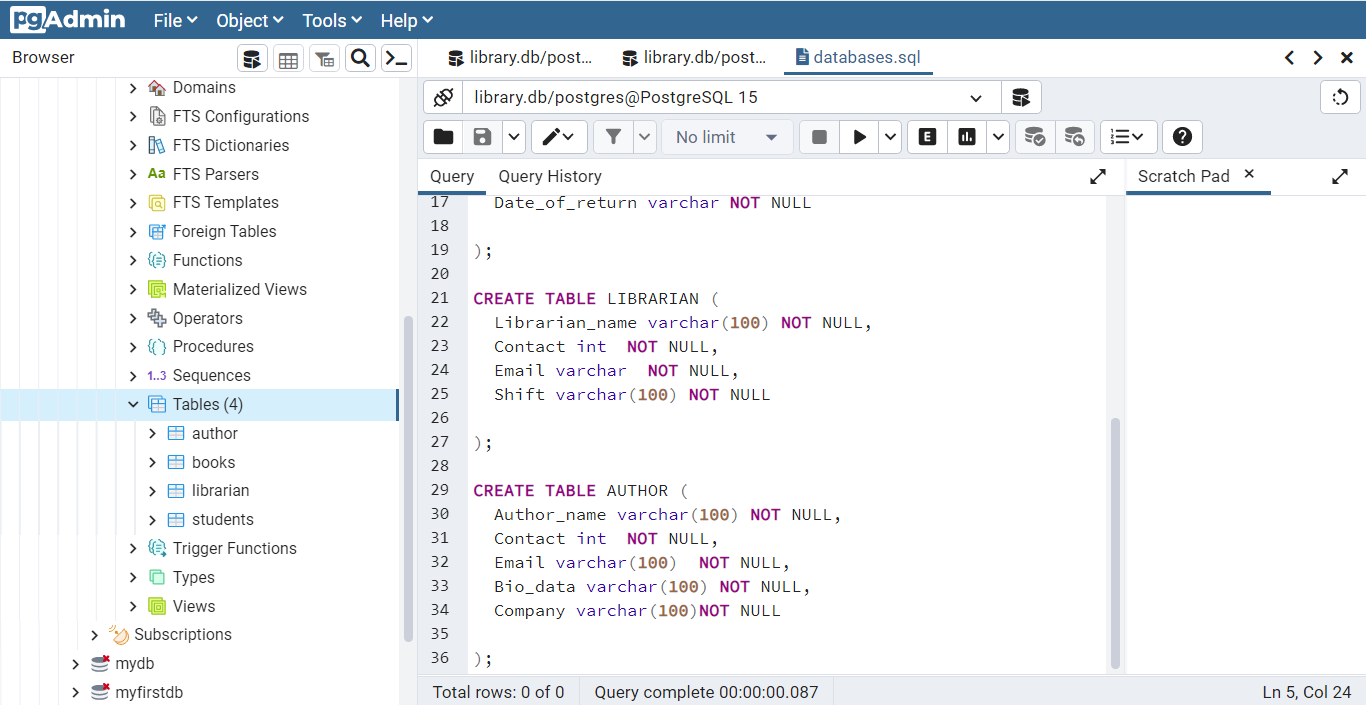 pgAdmin File Object Tools Help
Browser
library.db/post... library.db/post... databases.sql
library.db/postgres@PostgreSQL 15
No limit
E
Query Query History
Scratch Pad
Domains
FTS Configurations
FTS Dictionaries
Aa FTS Parsers
FTS Templates
Foreign Tables
Functions
Materialized Views
Operators
Procedures
1..3 Sequences
Tables (4)
author
books
librarian
students
Trigger Functions
Types
Views
Subscriptions
mydb
myfirstdb
17 Date_of_return varchar NOT NULL
18
19 );
20
21 CREATE TABLE LIBRARIAN (
22 Librarian_name varchar(100) NOT NULL,
23 Contact int  NOT NULL,
24 Email varchar  NOT NULL,
25 Shift varchar(100) NOT NULL
26
27 );
28
29 CREATE TABLE AUTHOR (
30 Author_name varchar(100) NOT NULL,
31 Contact int  NOT NULL,
32 Email varchar(100)  NOT NULL,
33 Bio_data varchar(100) NOT NULL,
34 Company varchar(100)NOT NULL
35
36 );
Total rows: 0 of 0 Query complete 00:00:00.087 Ln 5, Col 24